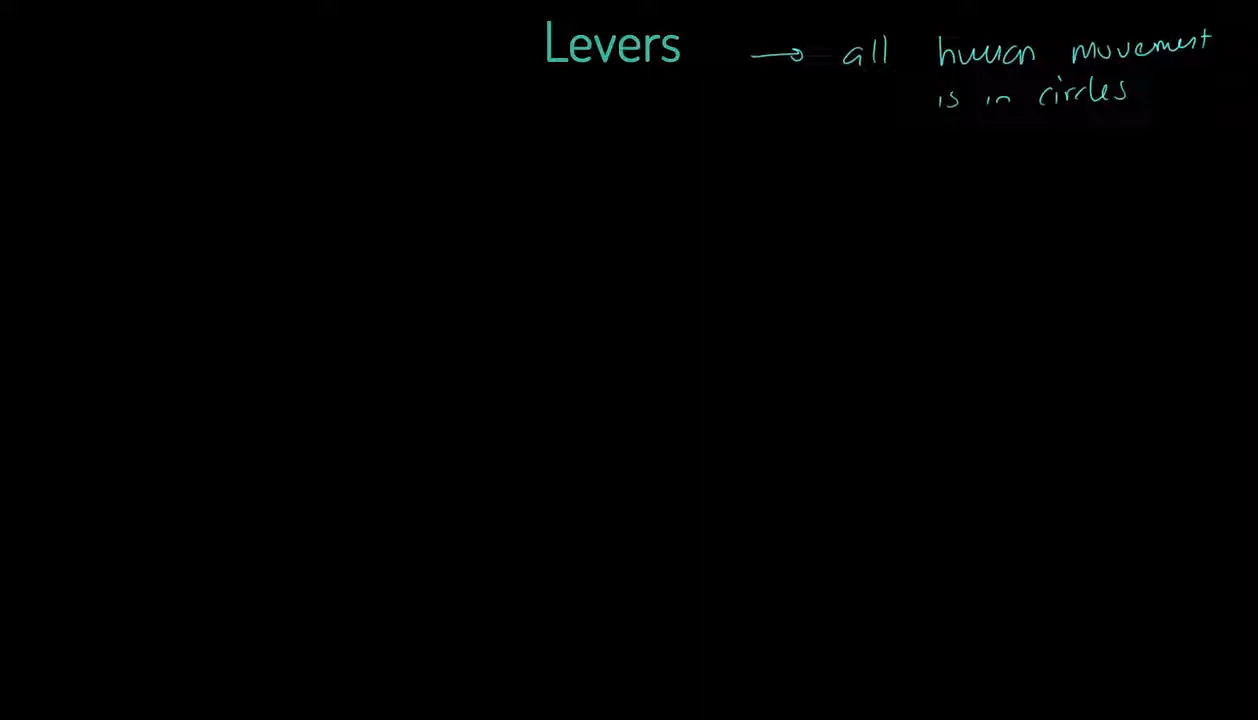 Levers → all human movement
is in circles